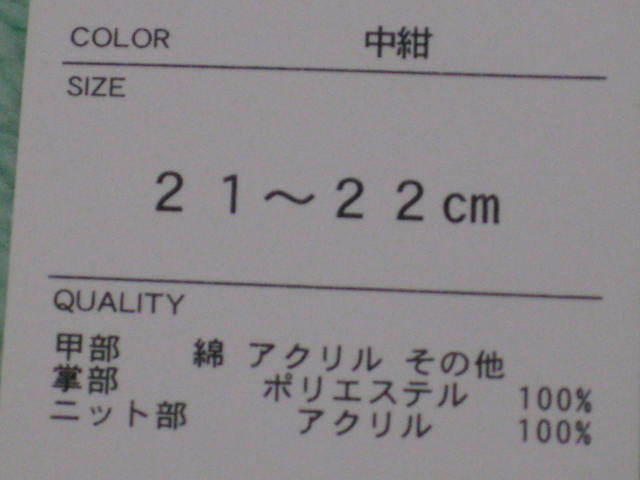 COLOR 中紺
SIZE
２１～２２cm
QUALITY
甲部 綿 アクリル その他
掌部 ポリエステル 100%
ニット部 アクリル 100%